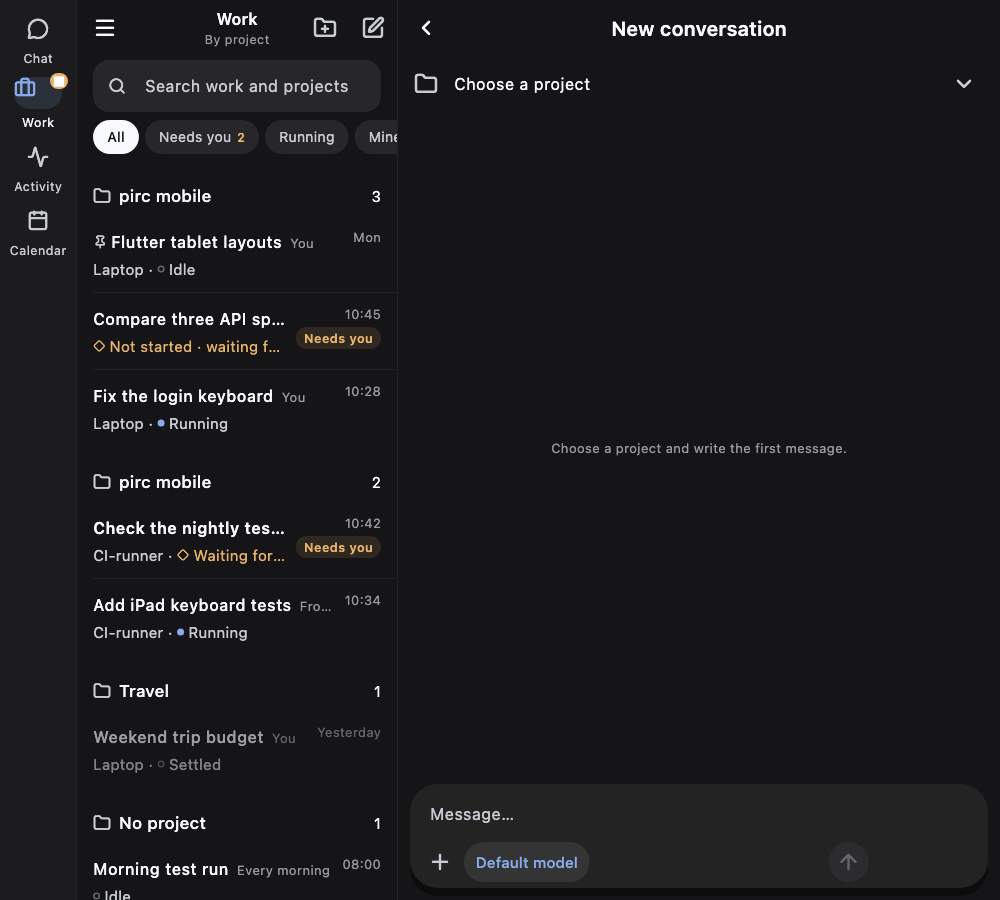 Chat
Work
Activity
Calendar
Work
By project
Search work and projects
All
Needs you 2
Running
Mine
pirc mobile
3
Flutter tablet layouts You
Mon
Laptop · Idle
Compare three API sp...
10:45
Not started · waiting f...
Needs you
Fix the login keyboard You
10:28
Laptop · Running
pirc mobile
2
Check the nightly tes...
10:42
CI-runner · Waiting for...
Needs you
Add iPad keyboard tests Fro...
10:34
CI-runner · Running
Travel
1
Weekend trip budget You
Yesterday
Laptop · Settled
No project
1
Morning test run Every morning
08:00
Idle
New conversation
Choose a project
Choose a project and write the first message.
Message...
Default model